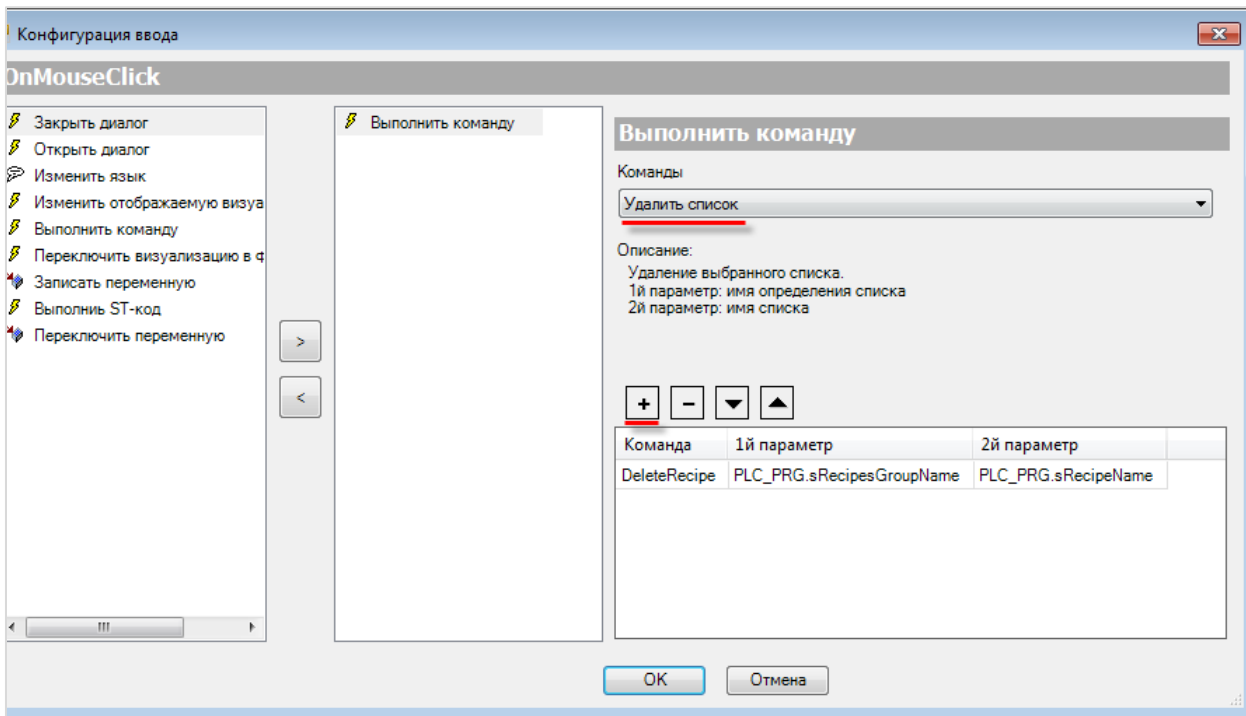 Конфигурация ввода
OnMouseClick
Закрыть диалог
Открыть диалог
Изменить язык
Изменить отображаемую визуа
Выполнить команду
Переключить визуализацию в ф
Записать переменную
Выполниь ST-код
Переключить переменную
>
<
Выполнить команду
Выполнить команду
Команды
Удалить список
Описание:
Удаление выбранного списка.
1й параметр: имя определения списка
2й параметр: имя списка
+ −
Команда 1й параметр 2й параметр
DeleteRecipe PLC_PRG.sRecipesGroupName PLC_PRG.sRecipeName
OK Отмена